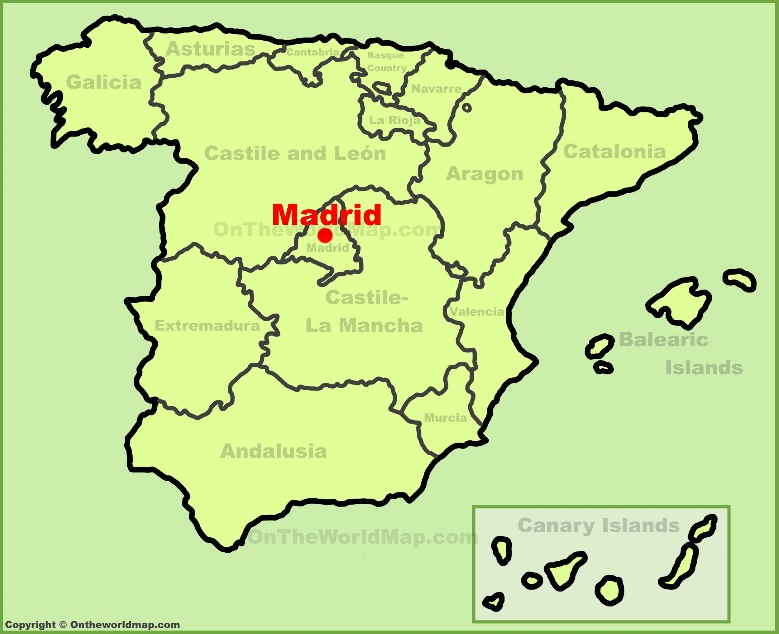 Asturias
Cantabria
Basque
Country
Galicia
Navarre
La Rioja
Castile and León
Catalonia
Aragon
Madrid
OnTheWorldMap.com
Madrid
Castile-
La Mancha
Valencia
Extremadura
Balearic
Islands
Murcia
Andalusia
Canary Islands
OnTheWorldMap.com
Copyright © Ontheworldmap.com